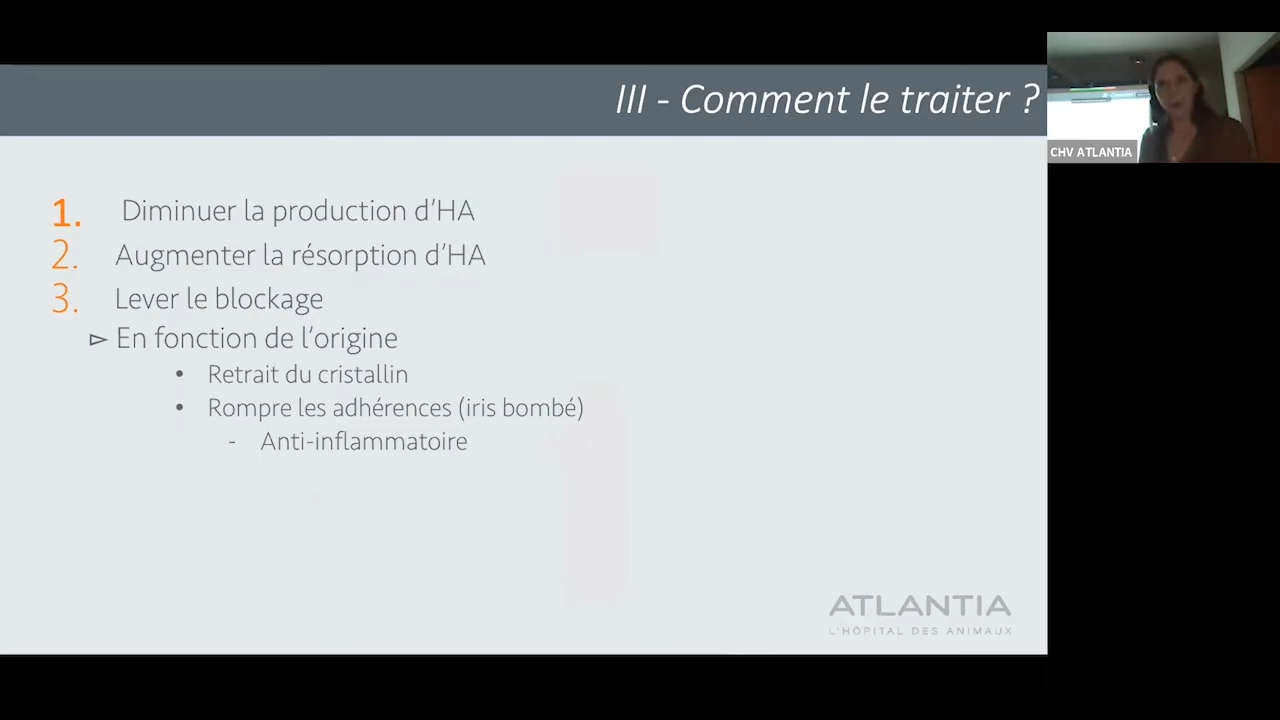 III - Comment le traiter ?
CHV ATLANTIA
1. Diminuer la production d'HA
2. Augmenter la résorption d'HA
3. Lever le blockage
⊳ En fonction de l'origine
• Retrait du cristallin
• Rompre les adhérences (iris bombé)
- Anti-inflammatoire
ATLANTIA
L'HÔPITAL DES ANIMAUX